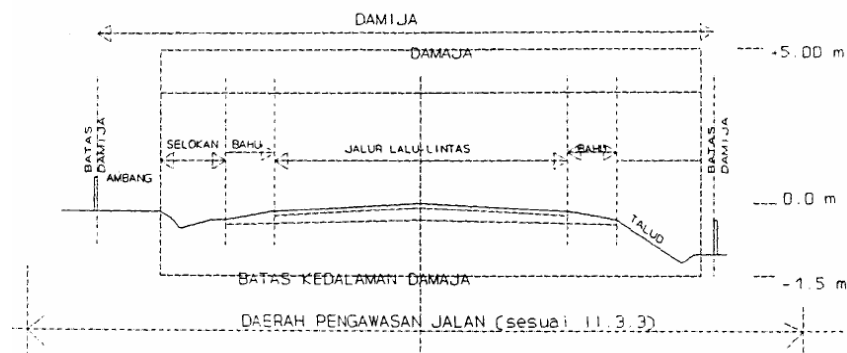 DAMIJA
DAMAJA
+5.00 m
BATAS DAMIJA
SELOKAN
BAHU
JALUR LALU-LINTAS
BAHU
BATAS DAMIJA
AMBANG
0.0 m
TALUD
BATAS KEDALAMAN DAMAJA
-1.5 m
DAERAH PENGAWASAN JALAN (sesuai II.3.3)